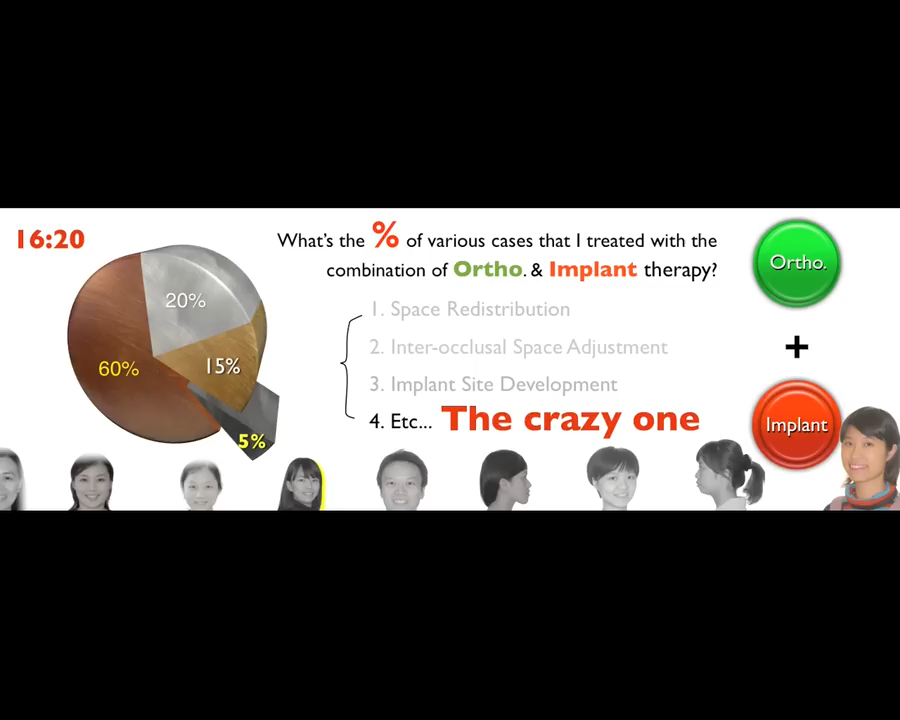 16:20
What's the % of various cases that I treated with the
combination of Ortho. & Implant therapy?
1. Space Redistribution
2. Inter-occlusal Space Adjustment
3. Implant Site Development
4. Etc... The crazy one
20%
15%
60%
5%
Ortho.
+
Implant